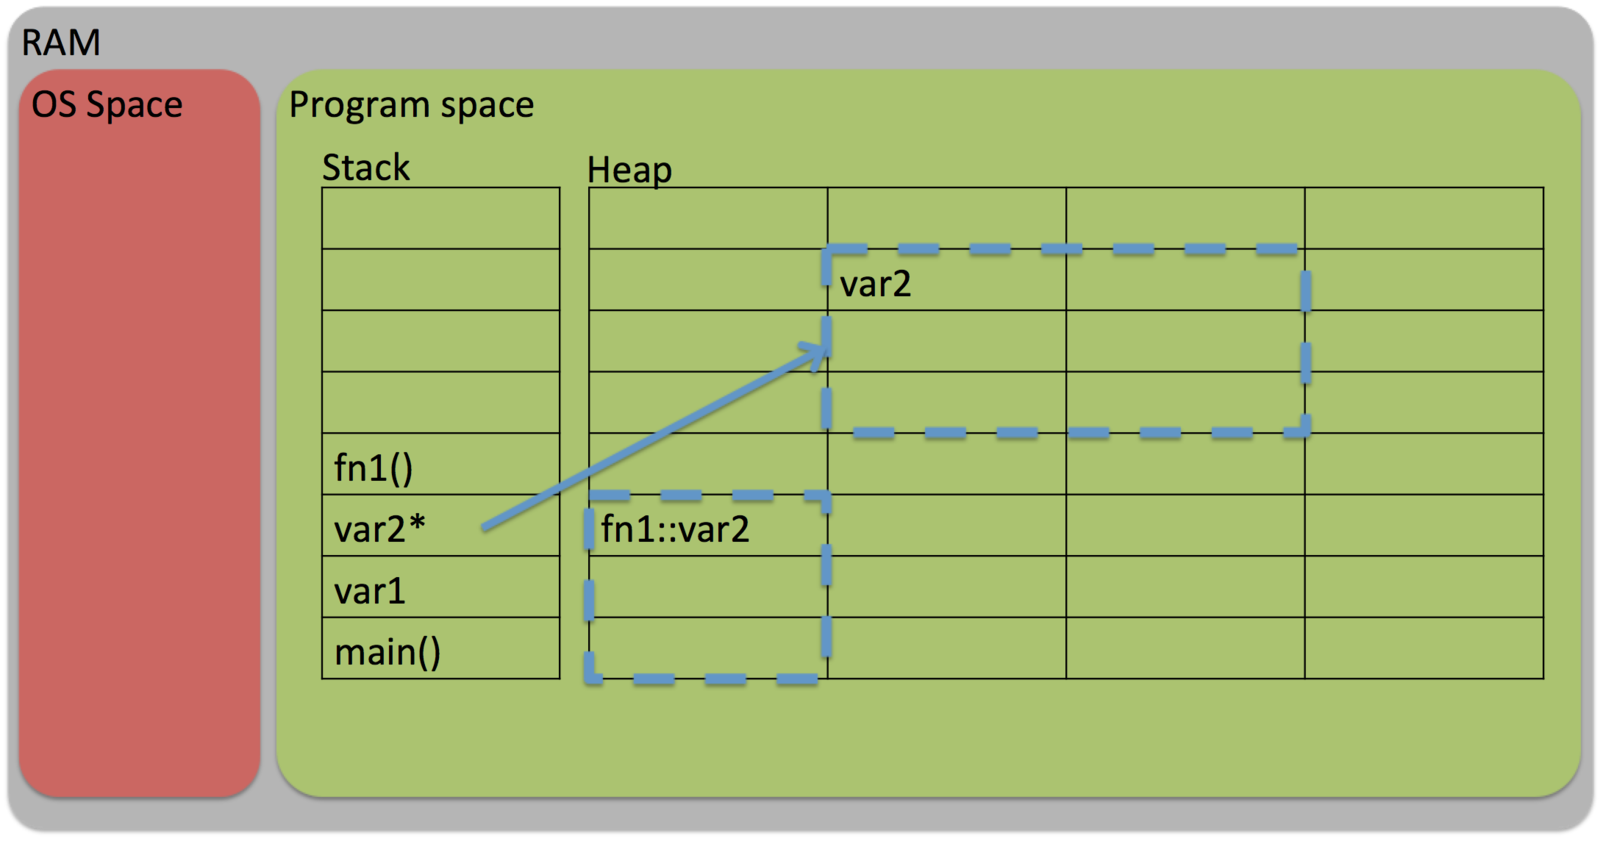 RAM
OS Space
Program space
Stack
Heap
var2
fn1()
var2*
fn1::var2
var1
main()